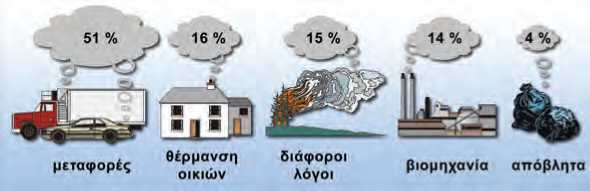 51 % 16 % 15 % 14 % 4 %
μεταφορές
θέρμανση
οικιών
διάφοροι
λόγοι
βιομηχανία
απόβλητα